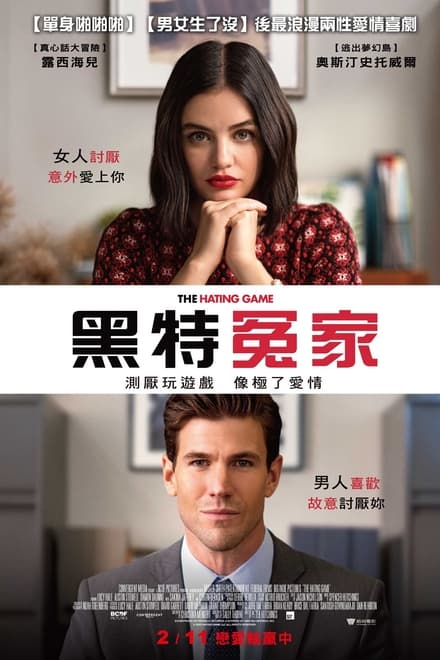 【單身啪啪啪】【男女生了沒】後最浪漫兩性愛情喜劇
【真心話大冒險】
露西海兒
【逃出夢幻島】
奧斯汀史托威爾
女人討厭
意外愛上你
THE HATING GAME
黑特冤家
測厭玩遊戲 像極了愛情
男人喜歡
故意討厭妳
2/11 戀愛輸贏中